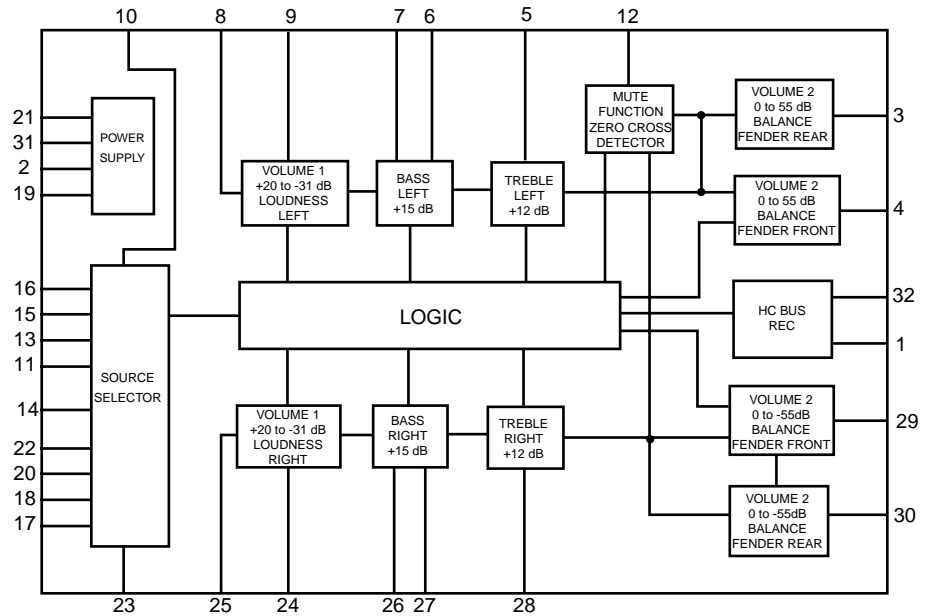 10
8
9
7
6
5
12
21
31
2
19
POWER
SUPPLY
VOLUME 1
+20 to -31 dB
LOUDNESS
LEFT
BASS
LEFT
+15 dB
TREBLE
LEFT
+12 dB
MUTE
FUNCTION
ZERO CROSS
DETECTOR
VOLUME 2
0 to 55 dB
BALANCE
FENDER REAR
3
VOLUME 2
0 to 55 dB
BALANCE
FENDER FRONT
4
16
15
13
11
14
22
20
18
17
SOURCE
SELECTOR
LOGIC
HC BUS
REC
32
1
VOLUME 1
+20 to -31 dB
LOUDNESS
RIGHT
BASS
RIGHT
+15 dB
TREBLE
RIGHT
+12 dB
VOLUME 2
0 to -55dB
BALANCE
FENDER FRONT
29
VOLUME 2
0 to -55dB
BALANCE
FENDER REAR
30
23
25
24
26
27
28